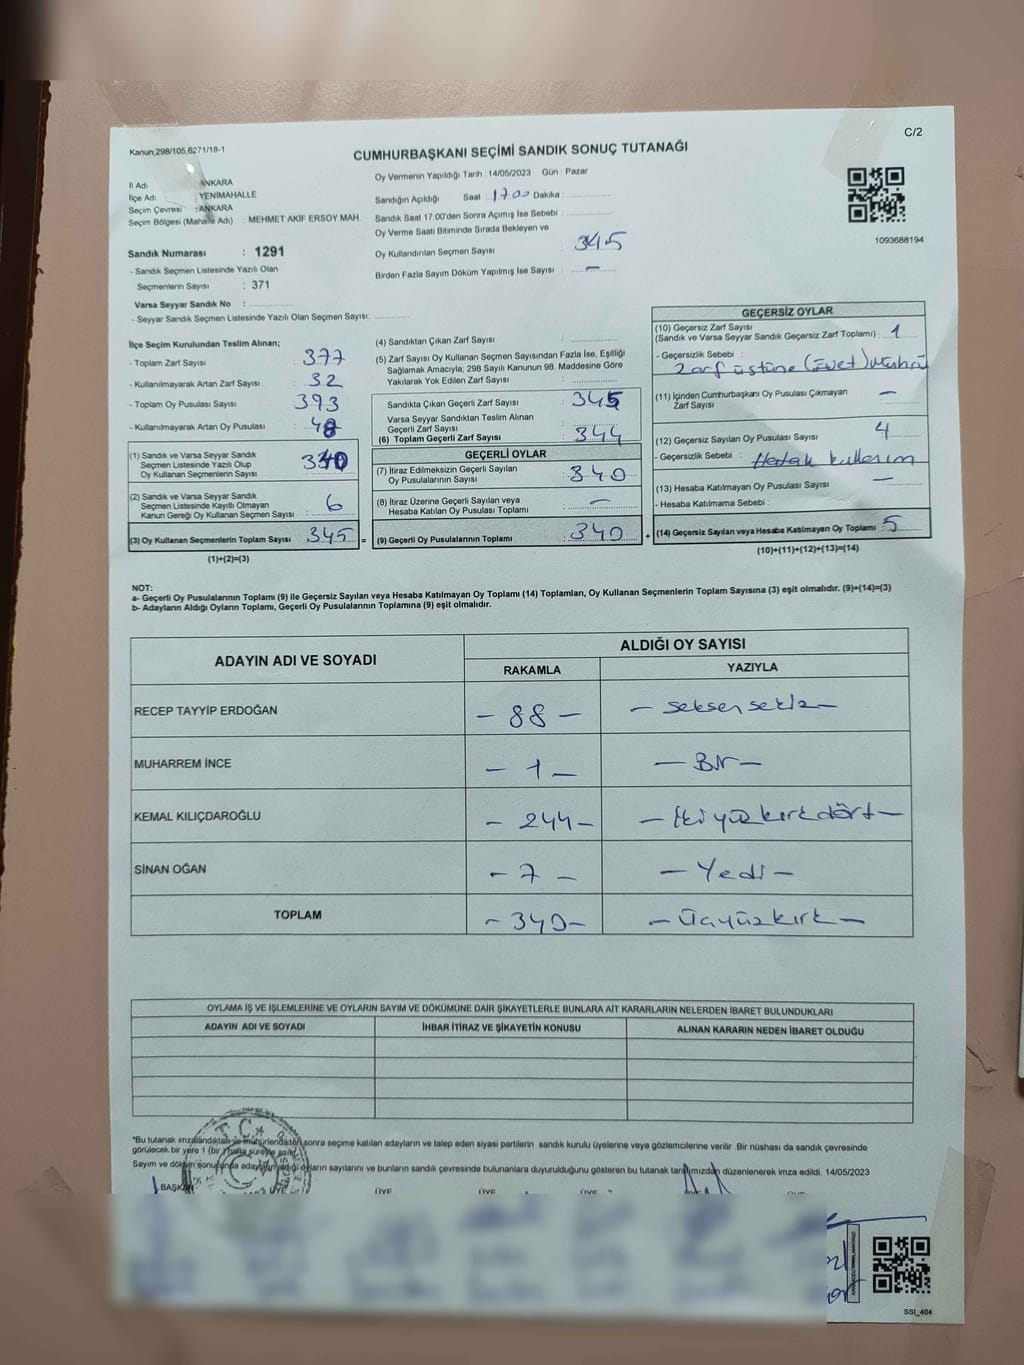 Kanun;298/105,6271/18-1
C/2
CUMHURBAŞKANI SEÇİMİ SANDIK SONUÇ TUTANAĞI
İl Adı : ANKARA
İlçe Adı : YENİMAHALLE
Seçim Çevresi : ANKARA
Seçim Bölgesi (Mahalle Adı) : MEHMET AKİF ERSOY MAH.
Sandık Numarası : 1291
- Sandık Seçmen Listesinde Yazılı Olan
Seçmenlerin Sayısı : 371
Varsa Seyyar Sandık No :
- Seyyar Sandık Seçmen Listesinde Yazılı Olan Seçmen Sayısı:
Oy Vermenin Yapıldığı Tarih : 14/05/2023 Gün : Pazar
Sandığın Açıldığı Saat : 17 00 Dakika :
Sandık Saat 17:00'den Sonra Açımış İse Sebebi :
Oy Verme Saati Bitiminde Sırada Bekleyen ve
Oy Kullandırılan Seçmen Sayısı : 345
Birden Fazla Sayım Döküm Yapılmış İse Sayısı : –
1093688194
İlçe Seçim Kurulundan Teslim Alınan;
- Toplam Zarf Sayısı : 377
- Kullanılmayarak Artan Zarf Sayısı : 32
- Toplam Oy Pusulası Sayısı : 393
- Kullanılmayarak Artan Oy Pusulası : 48
(1) Sandık ve Varsa Seyyar Sandık
Seçmen Listesinde Yazılı Olup
Oy Kullanan Seçmenlerin Sayısı :
(2) Sandık ve Varsa Seyyar Sandık
Seçmen Listesinde Kayıtlı Olmayan
Kanun Gereği Oy Kullanan Seçmen Sayısı : 6
(3) Oy Kullanan Seçmenlerin Toplam Sayısı : 345 =
(1)+(2)=(3)
(4) Sandıktan Çıkan Zarf Sayısı :
(5) Zarf Sayısı Oy Kullanan Seçmen Sayısından Fazla İse, Eşitliği
Sağlamak Amacıyla; 298 Sayılı Kanunun 98. Maddesine Göre
Yakılarak Yok Edilen Zarf Sayısı :
Sandıkta Çıkan Geçerli Zarf Sayısı : 345
Varsa Seyyar Sandıktan Teslim Alınan
Geçerli Zarf Sayısı :
(6) Toplam Geçerli Zarf Sayısı : 344
GEÇERLİ OYLAR
(7) İtiraz Edilmeksizin Geçerli Sayılan
Oy Pusulalarının Sayısı : 340
(8) İtiraz Üzerine Geçerli Sayılan veya
Hesaba Katılan Oy Pusulası Toplamı : –
(9) Geçerli Oy Pusulalarının Toplamı : 340 +
GEÇERSİZ OYLAR
(10) Geçersiz Zarf Sayısı
(Sandık ve Varsa Seyyar Sandık Geçersiz Zarf Toplamı) : 1
- Geçersizlik Sebebi :
Zarf üstüne (Evet) Mührü
(11) İçinden Cumhurbaşkanı Oy Pusulası Çıkmayan
Zarf Sayısı : –
(12) Geçersiz Sayılan Oy Pusulası Sayısı : 4
- Geçersizlik Sebebi : Hatalı kullanım
(13) Hesaba Katılmayan Oy Pusulası Sayısı : –
- Hesaba Katılmama Sebebi :
(14) Geçersiz Sayılan veya Hesaba Katılmayan Oy Toplamı : 5
(10)+(11)+(12)+(13)=(14)
NOT:
a- Geçerli Oy Pusulalarının Toplamı (9) ile Geçersiz Sayılan veya Hesaba Katılmayan Oy Toplamı (14) Toplamları, Oy Kullanan Seçmenlerin Toplam Sayısına (3) eşit olmalıdır. (9)+(14)=(3)
b- Adayların Aldığı Oyların Toplamı, Geçerli Oy Pusulalarının Toplamına (9) eşit olmalıdır.
ADAYIN ADI VE SOYADI
ALDIĞI OY SAYISI
RAKAMLA YAZIYLA
RECEP TAYYİP ERDOĞAN – 88 – – seksensekiz –
MUHARREM İNCE – 1 – – Bir –
KEMAL KILIÇDAROĞLU – 244 – – İkiyüzkırkdört –
SİNAN OĞAN – 7 – – Yedi –
TOPLAM – 340 – – Üçyüzkırk –
OYLAMA İŞ VE İŞLEMLERİNE VE OYLARIN SAYIM VE DÖKÜMÜNE DAİR ŞİKAYETLERLE BUNLARA AİT KARARLARIN NELERDEN İBARET BULUNDUKLARI
ADAYIN ADI VE SOYADI İHBAR İTİRAZ VE ŞİKAYETİN KONUSU ALINAN KARARIN NEDEN İBARET OLDUĞU
"Bu tutanak imzalandıktan ve mühürlendikten sonra seçime katılan adayların ve talep eden siyasi partilerin sandık kurulu üyelerine veya gözlemcilerine verilir. Bir nüshası da sandık çevresinde
görülecek bir yere 1 (bir) hafta süreyle asılır.
Sayım ve döküm sonucunda adayların aldığı oyların sayılarını ve bunların sandık çevresinde bulunanlara duyurulduğunu gösteren bu tutanak tarafımızdan düzenlenerek imza edildi. 14/05/2023
BAŞKAN ÜYE ÜYE ÜYE ÜYE
T.C.
SSI_404